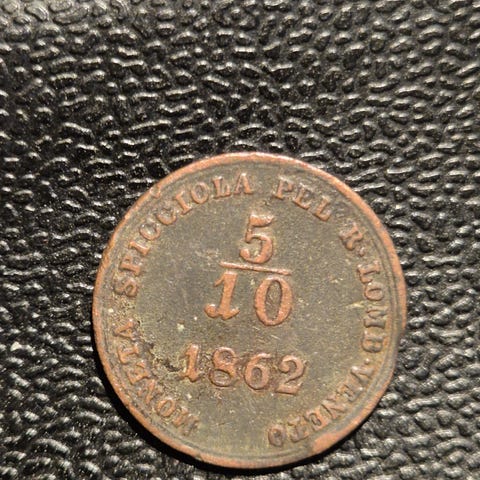 MONETA · SPICCIOLA PEL R· LOMB · VENETO
5
10
1862